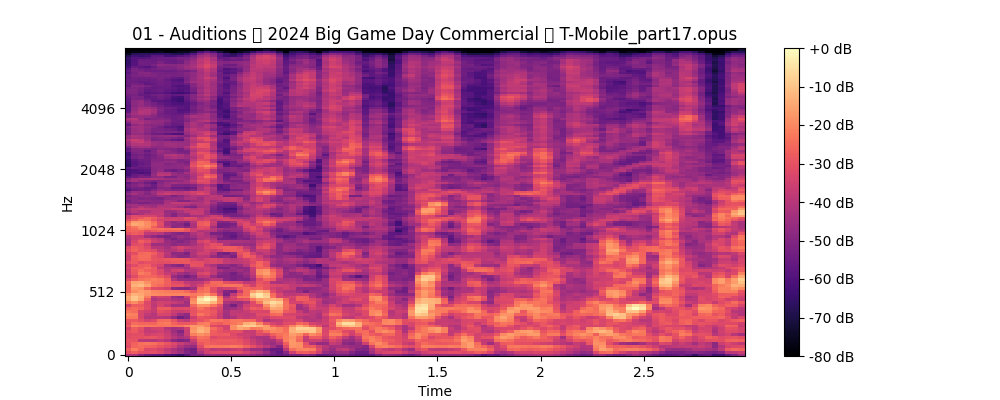 01 - Auditions ▯ 2024 Big Game Day Commercial ▯ T-Mobile_part17.opus
+0 dB
4096
-10 dB
-20 dB
2048
-30 dB
Hz
-40 dB
1024
-50 dB
512
-60 dB
-70 dB
0
-80 dB
0 0.5 1 1.5 2 2.5
Time